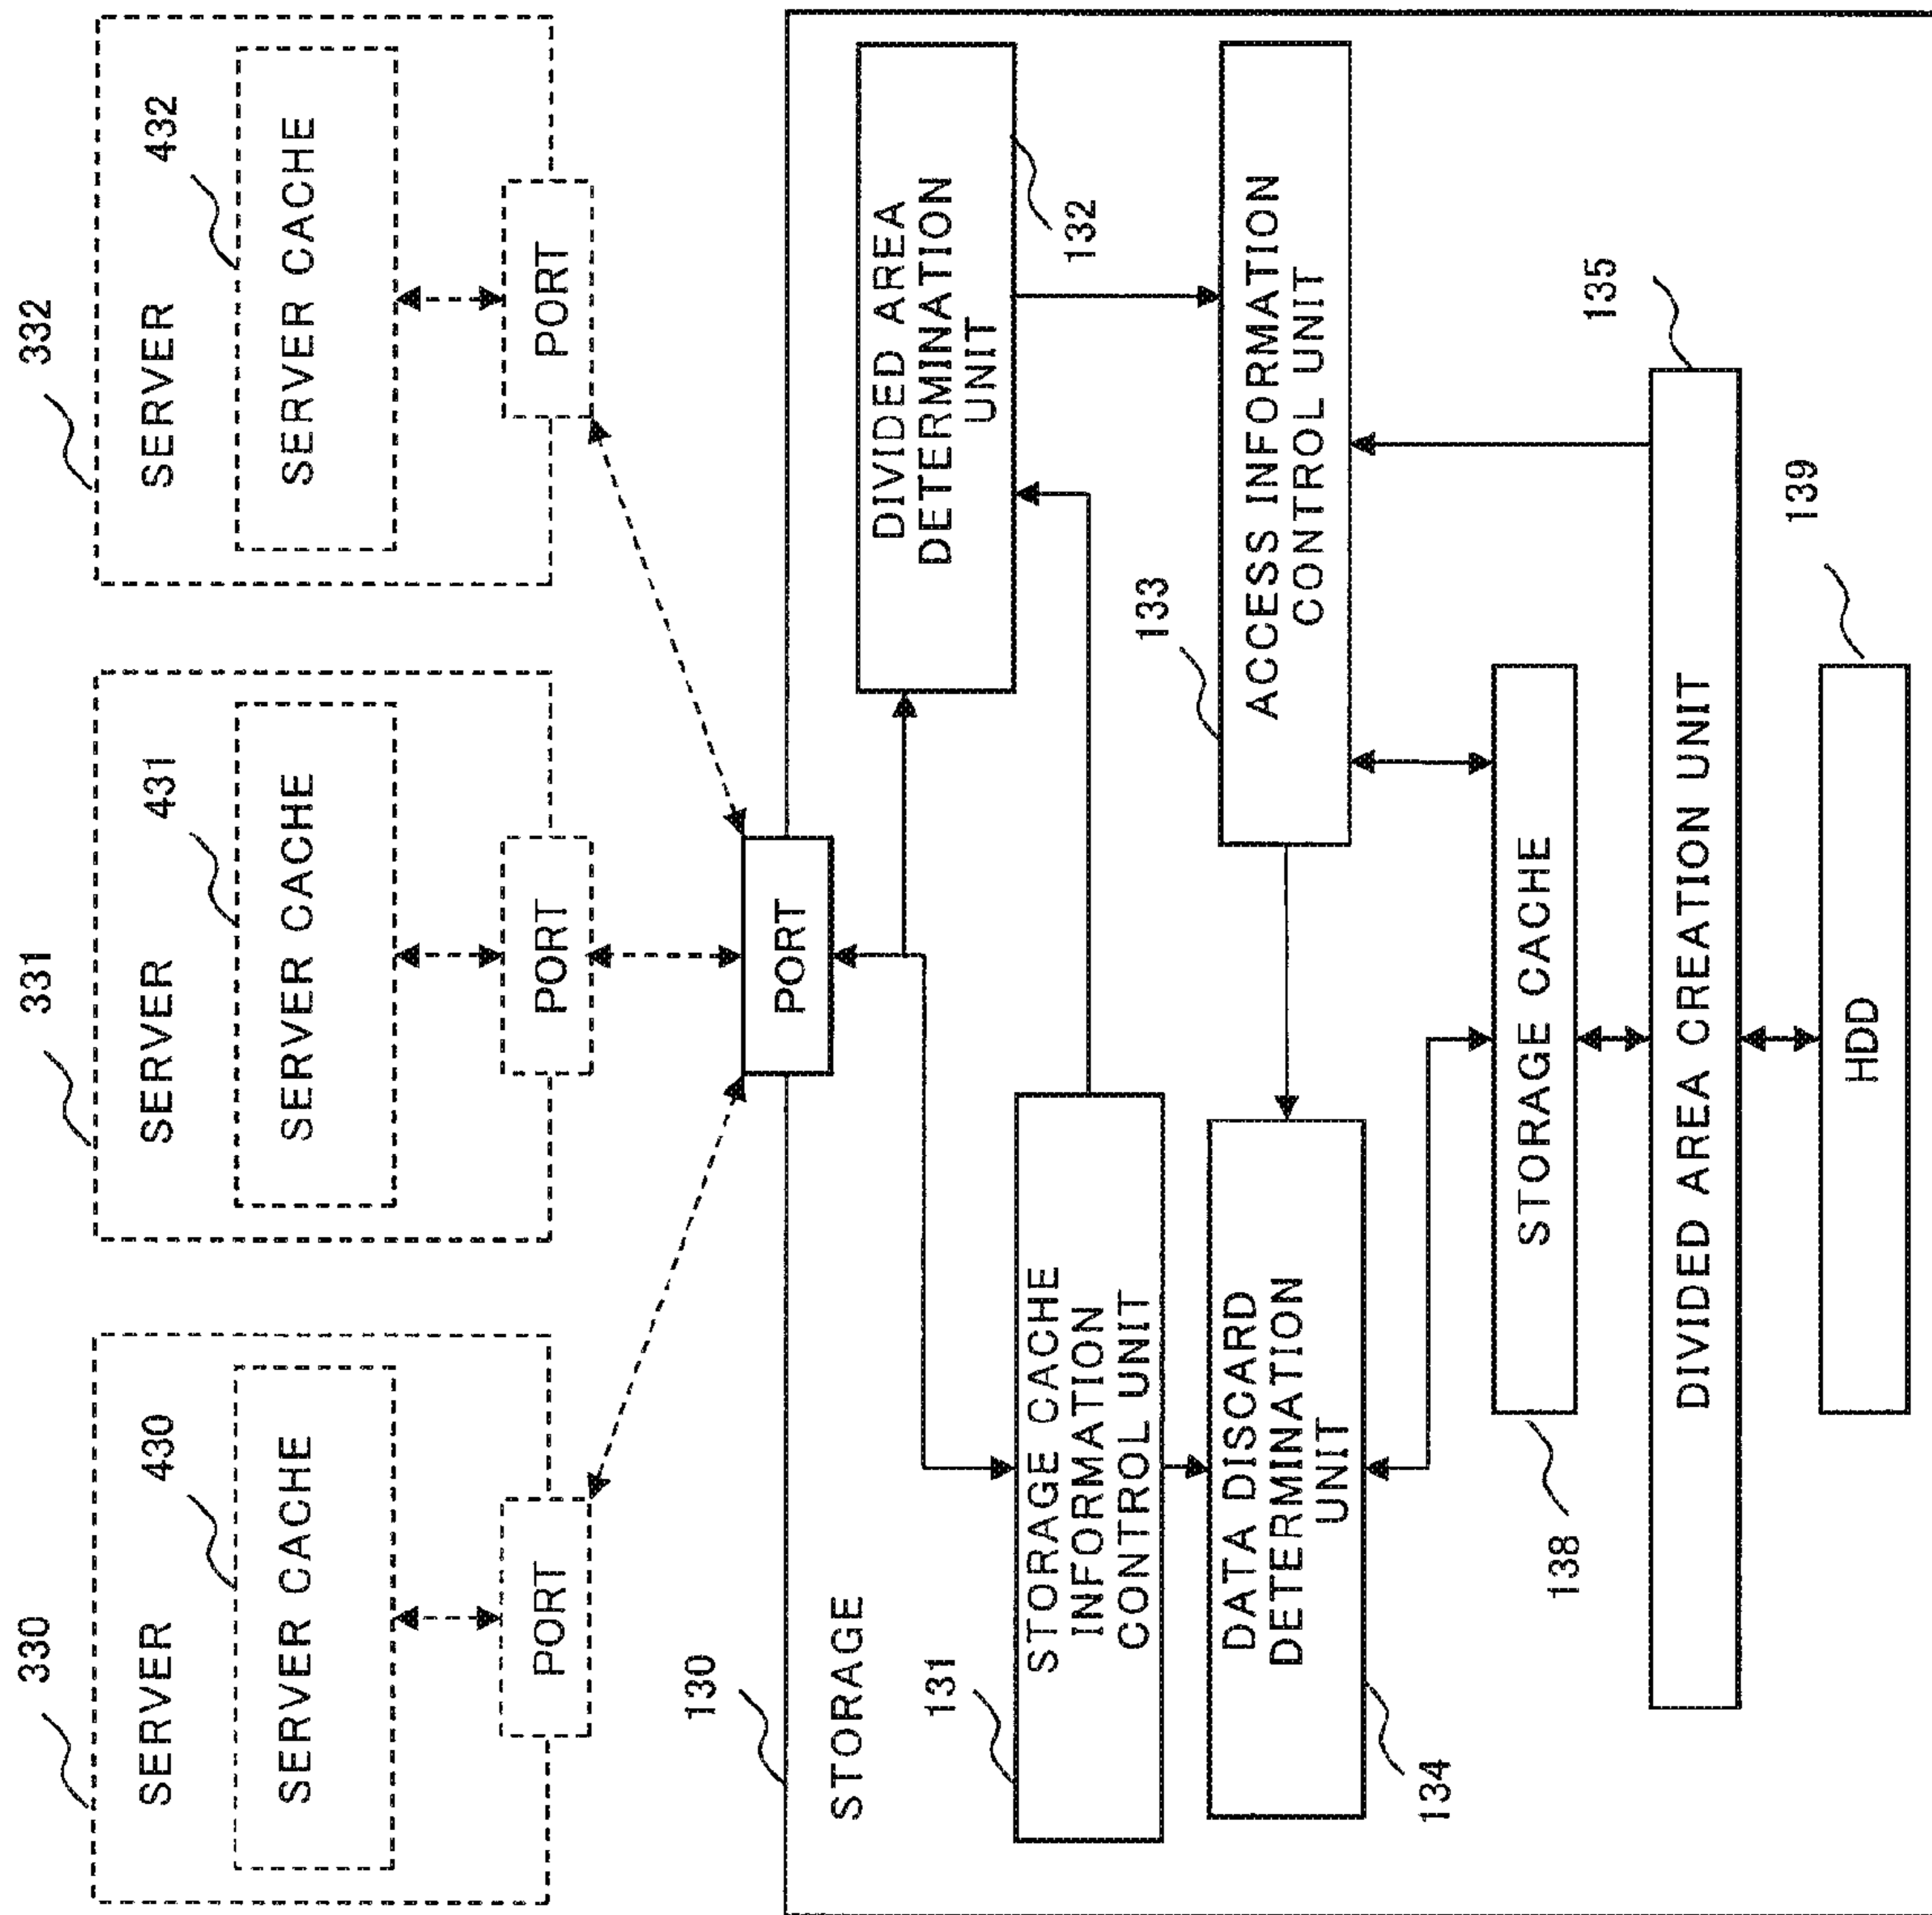 330
SERVER
430
SERVER CACHE
PORT
331
SERVER
431
SERVER CACHE
PORT
332
SERVER
432
SERVER CACHE
PORT
130
STORAGE
PORT
DIVIDED AREA
DETERMINATION
UNIT
132
131
STORAGE CACHE
INFORMATION
CONTROL UNIT
133
ACCESS INFORMATION
CONTROL UNIT
DATA DISCARD
DETERMINATION
UNIT
134
STORAGE CACHE
138
135
DIVIDED AREA CREATION UNIT
139
HDD